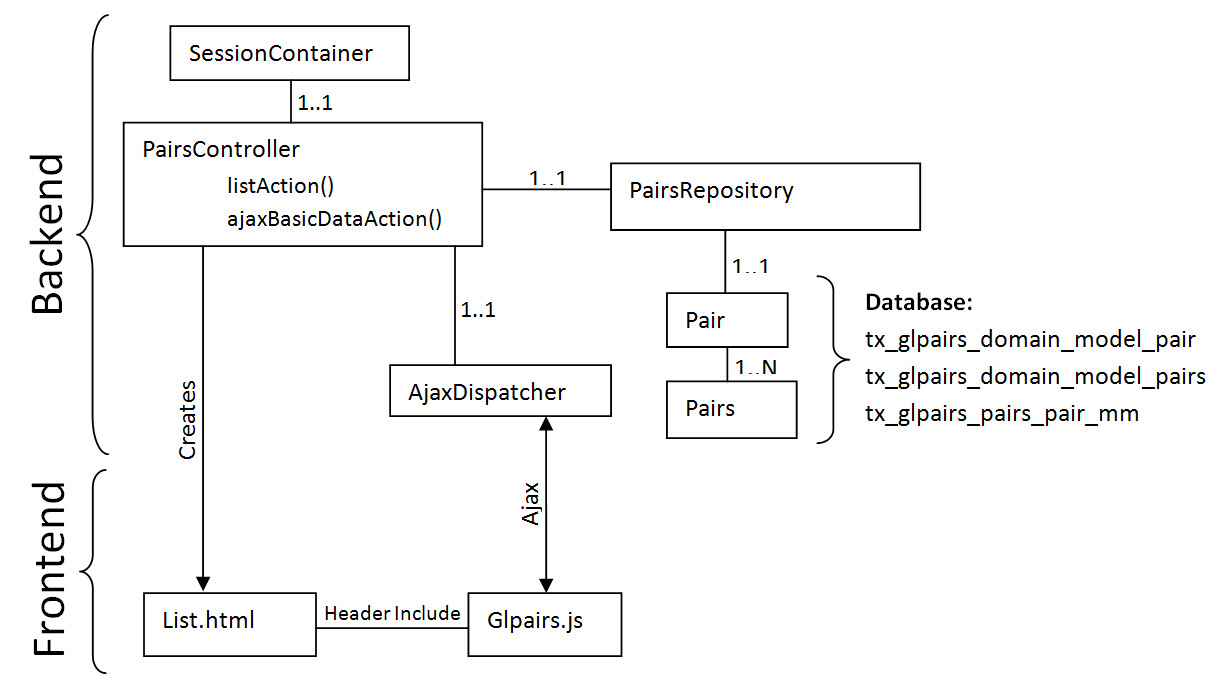 Backend
SessionContainer
1..1
PairsController
listAction()
ajaxBasicDataAction()
1..1
PairsRepository
1..1
Pair
1..N
Pairs
Database:
tx_glpairs_domain_model_pair
tx_glpairs_domain_model_pairs
tx_glpairs_pairs_pair_mm
1..1
AjaxDispatcher
Creates
Ajax
Frontend
List.html
Header Include
Glpairs.js